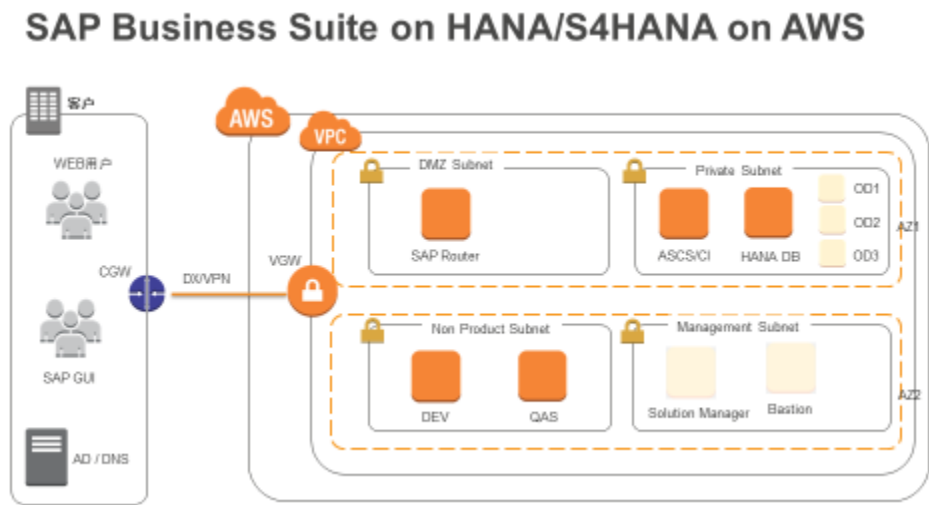 SAP Business Suite on HANA/S4HANA on AWS
客户
WEB用户
CGW
SAP GUI
AD / DNS
DX/VPN
VGW
AWS
VPC
DMZ Subnet
SAP Router
Private Subnet
ASCS/CI
HANA DB
OD1
OD2
OD3
AZ1
Non Product Subnet
DEV
QAS
Management Subnet
Solution Manager
Bastion
AZ2